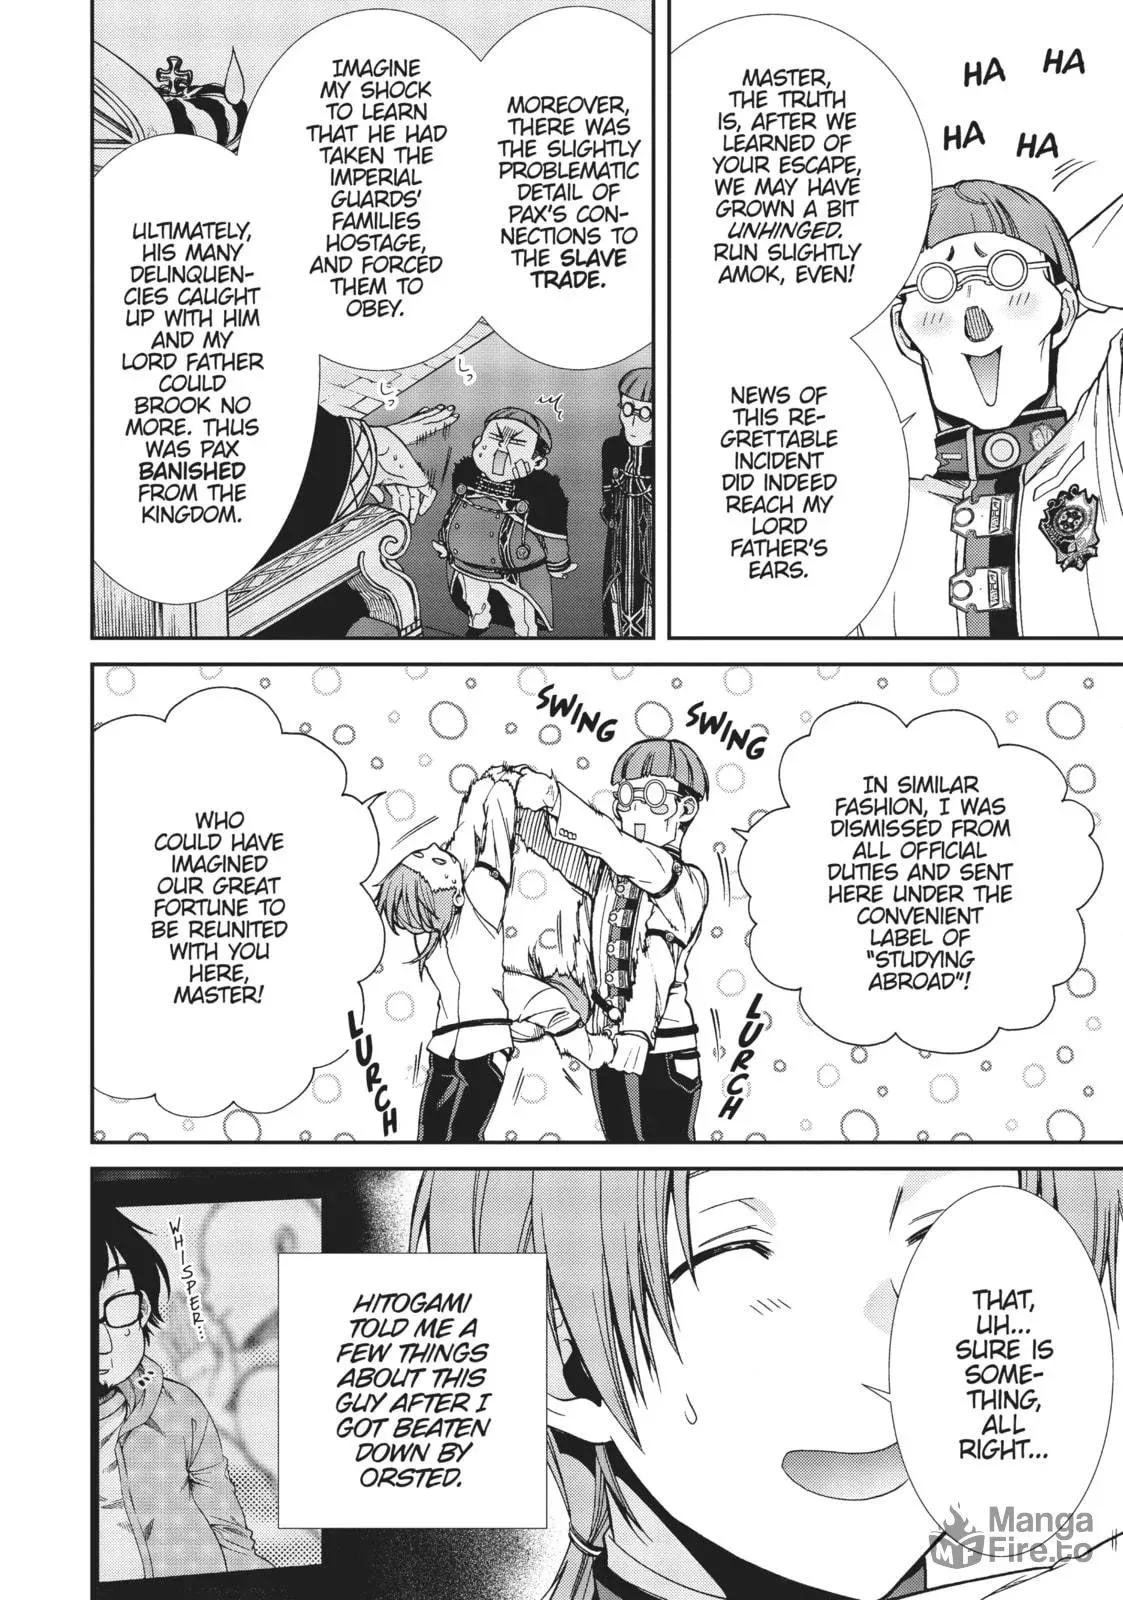 HA
HA
HA
HA
MASTER,
THE TRUTH
IS, AFTER WE
LEARNED OF
YOUR ESCAPE,
WE MAY HAVE
GROWN A BIT
UNHINGED.
RUN SLIGHTLY
AMOK, EVEN!
NEWS OF
THIS RE-
GRETTABLE
INCIDENT
DID INDEED
REACH MY
LORD
FATHER'S
EARS.
MOREOVER,
THERE WAS
THE SLIGHTLY
PROBLEMATIC
DETAIL OF
PAX'S CON-
NECTIONS TO
THE SLAVE
TRADE.
IMAGINE
MY SHOCK
TO LEARN
THAT HE HAD
TAKEN THE
IMPERIAL
GUARDS'
FAMILIES
HOSTAGE,
AND FORCED
THEM TO
OBEY.
ULTIMATELY,
HIS MANY
DELINQUEN-
CIES CAUGHT
UP WITH HIM
AND MY
LORD FATHER
COULD
BROOK NO
MORE. THUS
WAS PAX
BANISHED
FROM THE
KINGDOM.
SWING
SWING
IN SIMILAR
FASHION, I WAS
DISMISSED FROM
ALL OFFICIAL
DUTIES AND SENT
HERE UNDER THE
CONVENIENT
LABEL OF
"STUDYING
ABROAD"!
LURCH
WHO
COULD HAVE
IMAGINED
OUR GREAT
FORTUNE TO
BE REUNITED
WITH YOU
HERE,
MASTER!
LURCH
THAT,
UH...
SURE IS
SOME-
THING,
ALL
RIGHT...
HITOGAMI
TOLD ME A
FEW THINGS
ABOUT THIS
GUY AFTER I
GOT BEATEN
DOWN BY
ORSTED.
WHISPER...
Manga
Fire.to